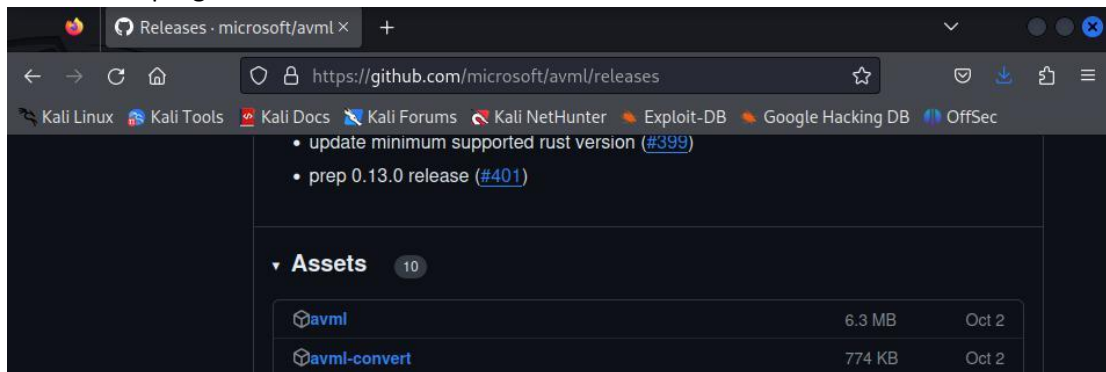 Releases · microsoft/avml
https://github.com/microsoft/avml/releases
Kali Linux Kali Tools Kali Docs Kali Forums Kali NetHunter Exploit-DB Google Hacking DB OffSec
• update minimum supported rust version (#399)
• prep 0.13.0 release (#401)
Assets 10
avml 6.3 MB Oct 2
avml-convert 774 KB Oct 2